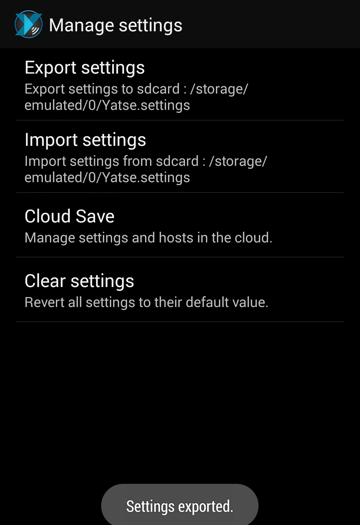 Manage settings
Export settings
Export settings to sdcard : /storage/
emulated/0/Yatse.settings
Import settings
Import settings from sdcard : /storage/
emulated/0/Yatse.settings
Cloud Save
Manage settings and hosts in the cloud.
Clear settings
Revert all settings to their default value.
Settings exported.